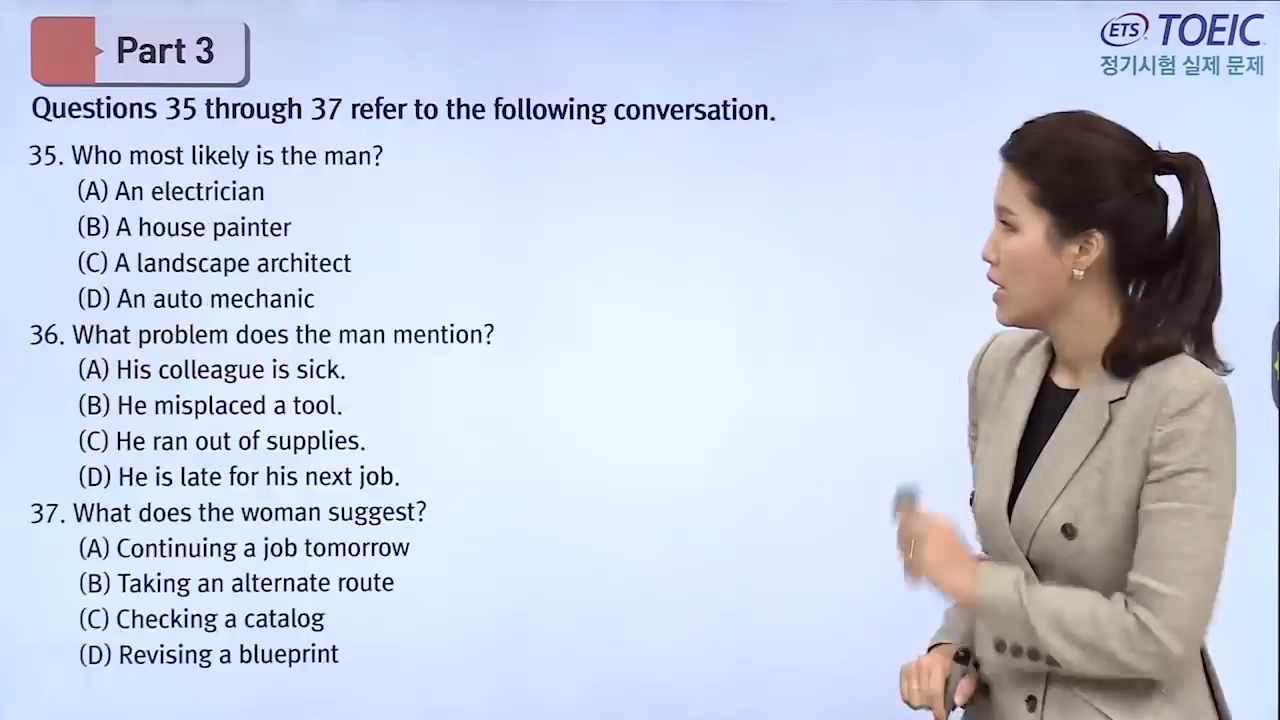 Part 3
ETS TOEIC
정기시험 실제 문제
Questions 35 through 37 refer to the following conversation.
35. Who most likely is the man?
(A) An electrician
(B) A house painter
(C) A landscape architect
(D) An auto mechanic
36. What problem does the man mention?
(A) His colleague is sick.
(B) He misplaced a tool.
(C) He ran out of supplies.
(D) He is late for his next job.
37. What does the woman suggest?
(A) Continuing a job tomorrow
(B) Taking an alternate route
(C) Checking a catalog
(D) Revising a blueprint